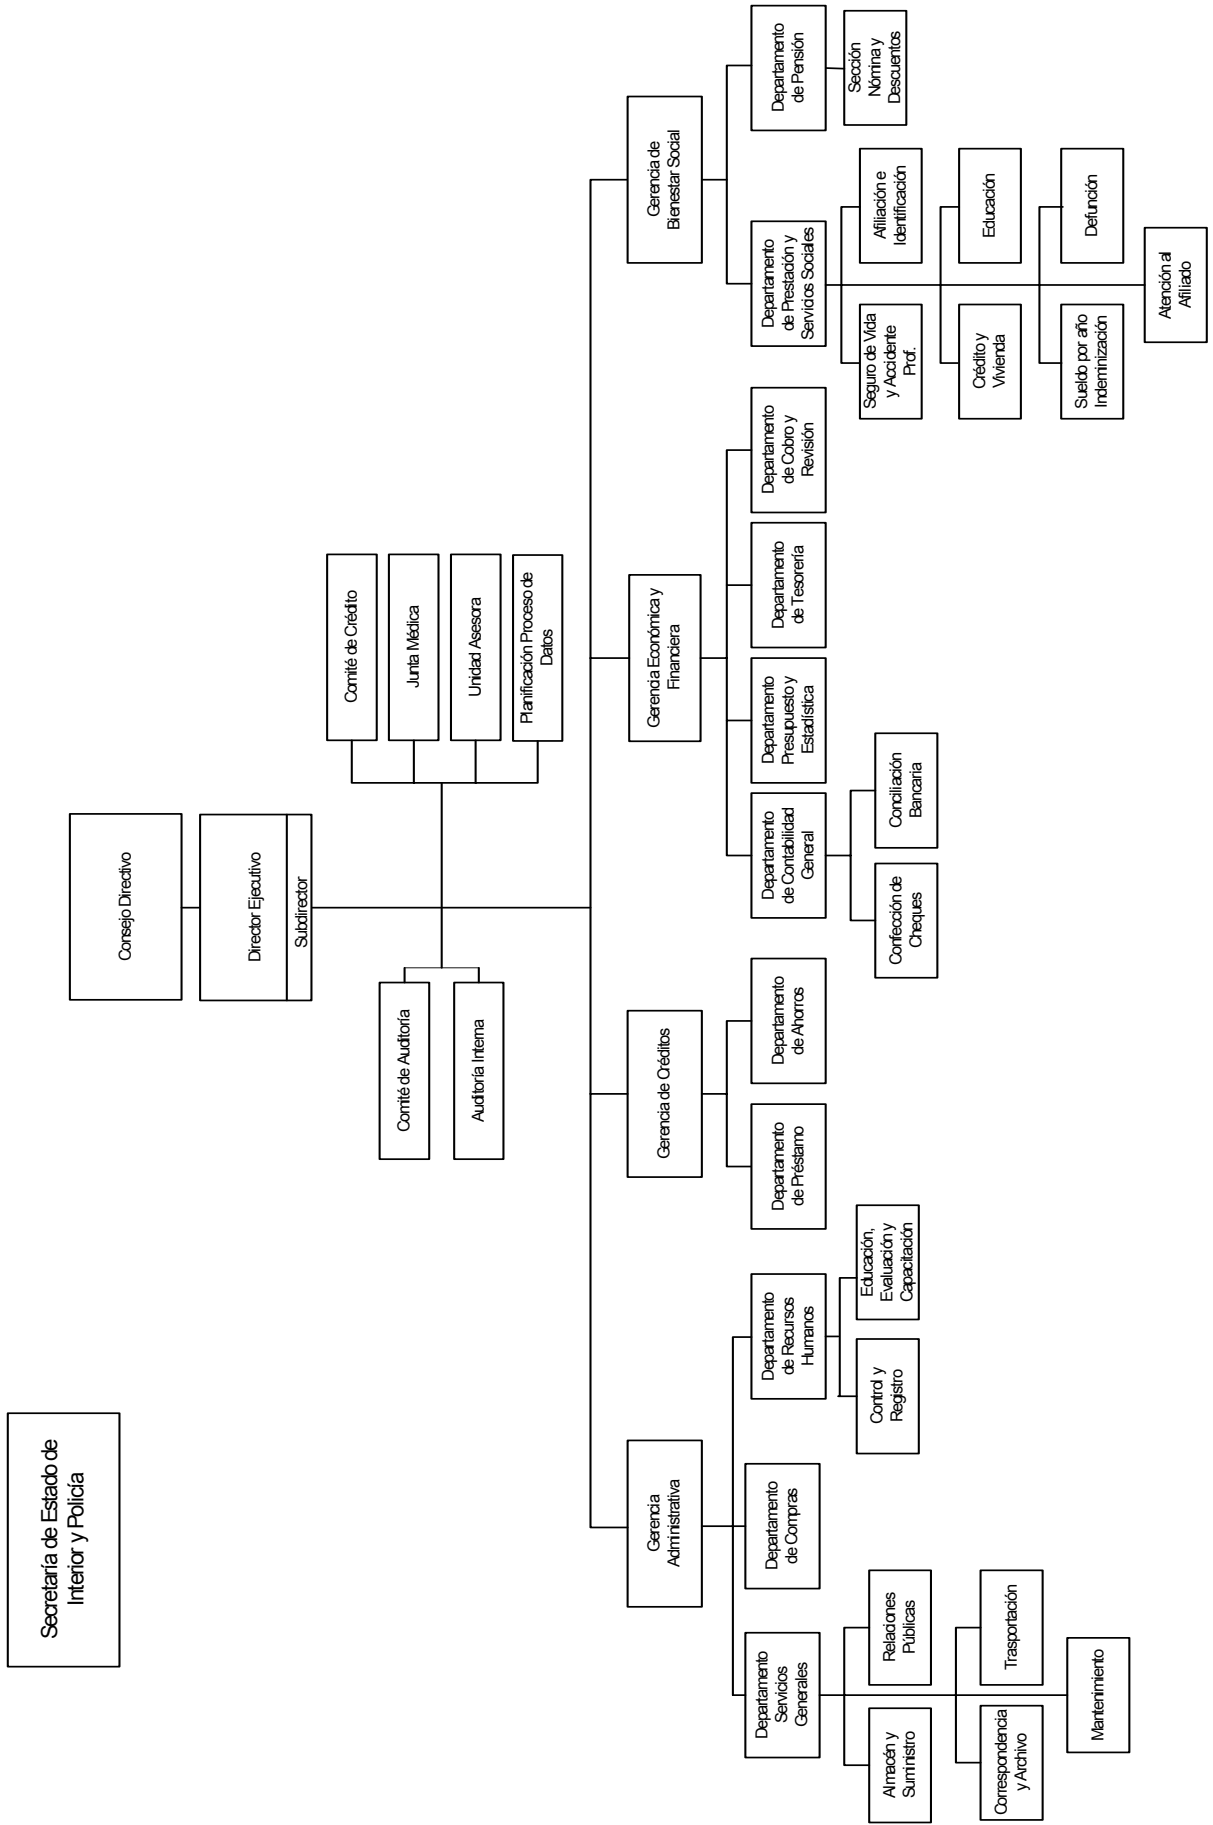 Secretaría de Estado de
Interior y Policía
Consejo Directivo
Director Ejecutivo
Subdirector
Comité de Auditoría
Auditoría Interna
Comité de Crédito
Junta Médica
Unidad Asesora
Planificación Proceso de
Datos
Gerencia
Administrativa
Gerencia de Créditos
Gerencia Económica y
Financiera
Gerencia de
Bienestar Social
Departamento
Servicios
Generales
Departamento
de Compras
Departamento
de Recursos
Humanos
Departamento
de Préstamo
Departamento
de Ahorros
Departamento
de Contabilidad
General
Departamento
Presupuesto y
Estadística
Departamento
de Tesorería
Departamento
de Cobro y
Revisión
Departamento
de Prestación y
Servicios Sociales
Departamento
de Pensión
Almacén y
Suministro
Relaciones
Públicas
Correspondencia
y Archivo
Trasportación
Mantenimiento
Control y
Registro
Educación,
Evaluación y
Capacitación
Confección de
Cheques
Conciliación
Bancaria
Seguro de Vida
y Accidente
Prof.
Afiliación e
Identificación
Crédito y
Vivienda
Educación
Sueldo por año
Indeminización
Defunción
Atención al
Afiliado
Sección
Nómina y
Descuentos